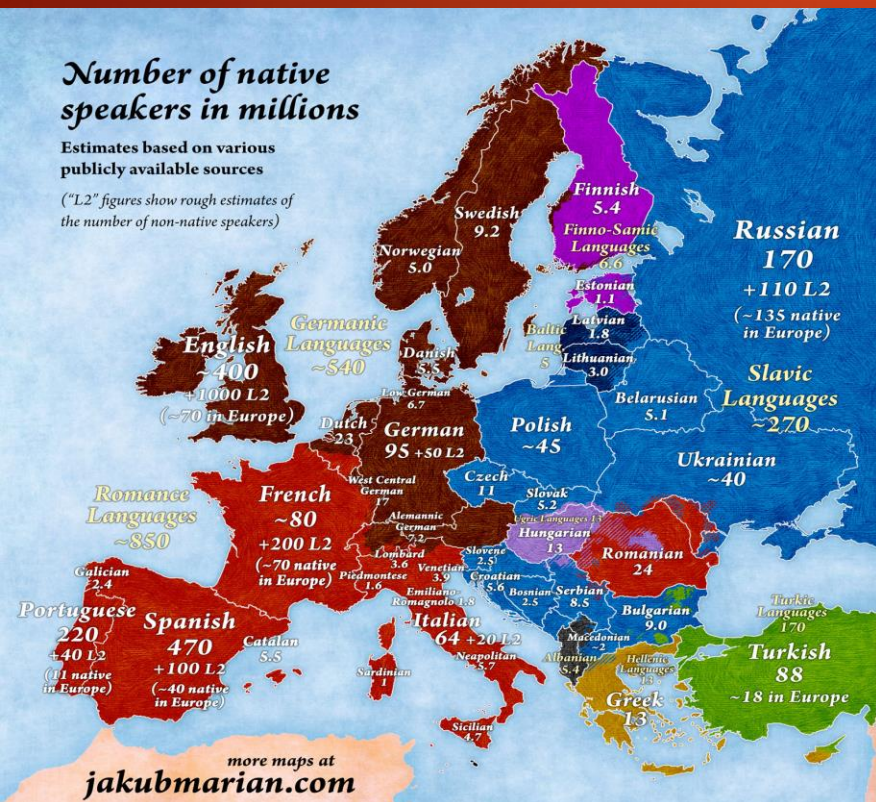 Number of native
speakers in millions
Estimates based on various
publicly available sources
("L2" figures show rough estimates of
the number of non-native speakers)
Finnish
5.4
Finno-Samic
Languages
6.6
Swedish
9.2
Norwegian
5.0
Russian
170
+110 L2
(~135 native
in Europe)
Estonian
1.1
Latvian
1.8
Baltic
Lang.
5
Lithuanian
3.0
Germanic
Languages
~540
English
~400
+1000 L2
(~70 in Europe)
Danish
5.5
Low German
6.7
Slavic
Languages
~270
Belarusian
5.1
Dutch
~23
German
95 +50 L2
Polish
~45
Ukrainian
~40
Czech
11
Slovak
5.2
West Central
German
17
Romance
Languages
~850
French
~80
+200 L2
(~70 native
in Europe)
Alemannic
German
7.2
Ugric Languages 13
Hungarian
13
Romanian
24
Lombard
3.6
Venetian
3.9
Piedmontese
1.6
Emiliano-
Romagnolo 1.8
Slovene
2.5
Croatian
5.6
Bosnian
2.5
Serbian
8.5
Bulgarian
9.0
Galician
2.4
Portuguese
220
+40 L2
(11 native
in Europe)
Spanish
470
+100 L2
(~40 native
in Europe)
Catalan
5.5
Italian
64 +20 L2
Neapolitan
5.7
Sardinian
1
Sicilian
4.7
Macedonian
~2
Albanian
5.4
Hellenic
Languages
13
Greek
13
Turkic
Languages
170
Turkish
88
~18 in Europe
more maps at
jakubmarian.com